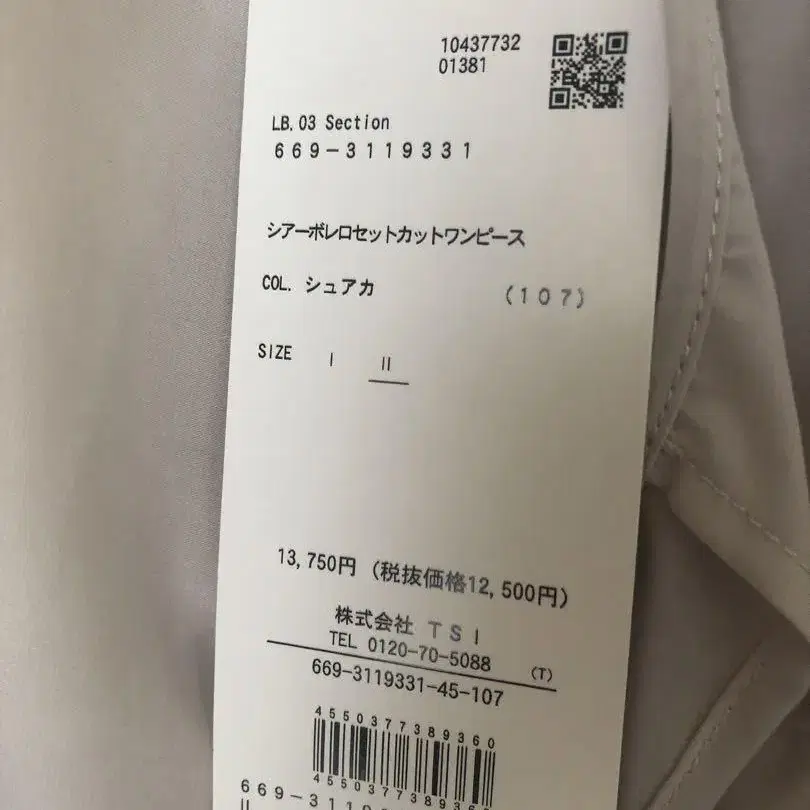 10437732
01381
LB.03 Section
669-3119331
シアーボレロセットカットワンピース
COL. シュアカ (107)
SIZE I II
13,750円 (税抜価格12,500円)
株式会社 TSI
TEL 0120-70-5088 (T)
669-3119331-45-107
4550377389360